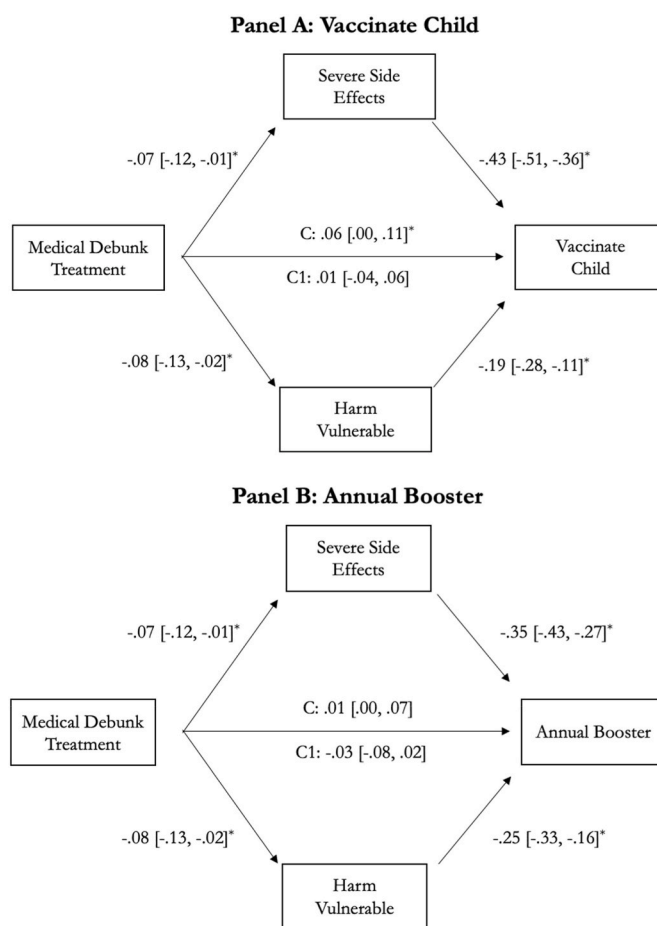 Panel A: Vaccinate Child
Severe Side
Effects
-.07 [-.12, -.01]*
-.43 [-.51, -.36]*
Medical Debunk
Treatment
C: .06 [.00, .11]*
C1: .01 [-.04, .06]
Vaccinate
Child
-.08 [-.13, -.02]*
-.19 [-.28, -.11]*
Harm
Vulnerable
Panel B: Annual Booster
Severe Side
Effects
-.07 [-.12, -.01]*
-.35 [-.43, -.27]*
Medical Debunk
Treatment
C: .01 [.00, .07]
C1: -.03 [-.08, .02]
Annual Booster
-.08 [-.13, -.02]*
-.25 [-.33, -.16]*
Harm
Vulnerable